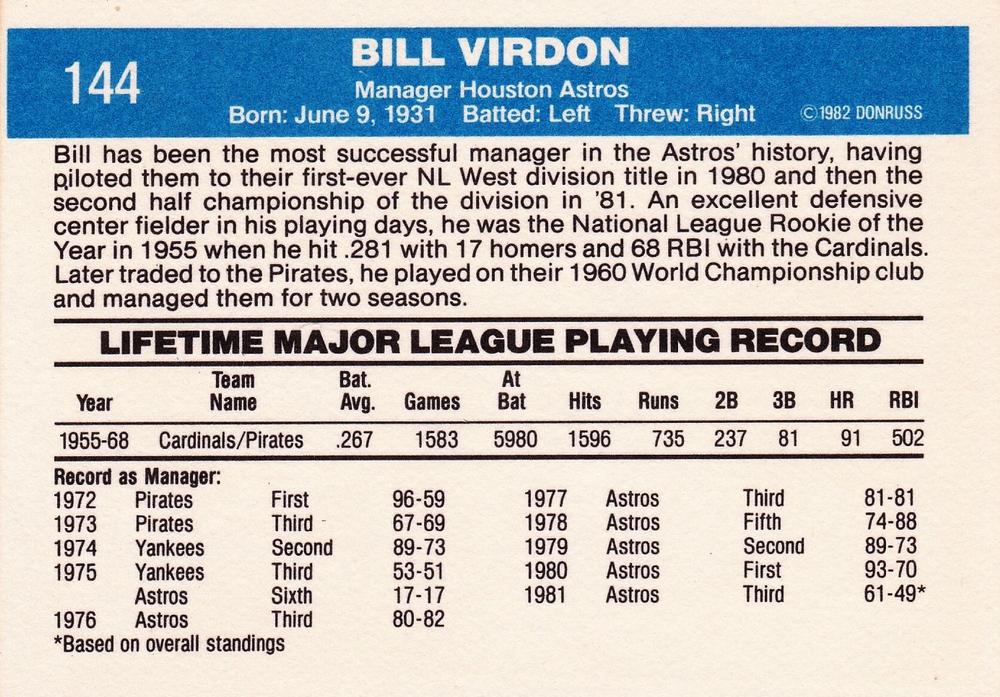 144
BILL VIRDON
Manager Houston Astros
Born: June 9, 1931 Batted: Left Threw: Right ©1982 DONRUSS
Bill has been the most successful manager in the Astros' history, having
piloted them to their first-ever NL West division title in 1980 and then the
second half championship of the division in '81. An excellent defensive
center fielder in his playing days, he was the National League Rookie of the
Year in 1955 when he hit .281 with 17 homers and 68 RBI with the Cardinals.
Later traded to the Pirates, he played on their 1960 World Championship club
and managed them for two seasons.
LIFETIME MAJOR LEAGUE PLAYING RECORD
Team Bat. At
Year Name Avg. Games Bat Hits Runs 2B 3B HR RBI
1955-68 Cardinals/Pirates .267 1583 5980 1596 735 237 81 91 502
Record as Manager:
1972 Pirates First 96-59 1977 Astros Third 81-81
1973 Pirates Third 67-69 1978 Astros Fifth 74-88
1974 Yankees Second 89-73 1979 Astros Second 89-73
1975 Yankees Third 53-51 1980 Astros First 93-70
Astros Sixth 17-17 1981 Astros Third 61-49*
1976 Astros Third 80-82
*Based on overall standings